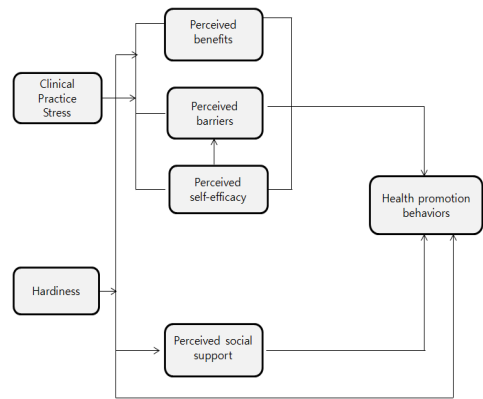 Perceived
benefits
Clinical
Practice
Stress
Perceived
barriers
Perceived
self-efficacy
Health promotion
behaviors
Hardiness
Perceived social
support